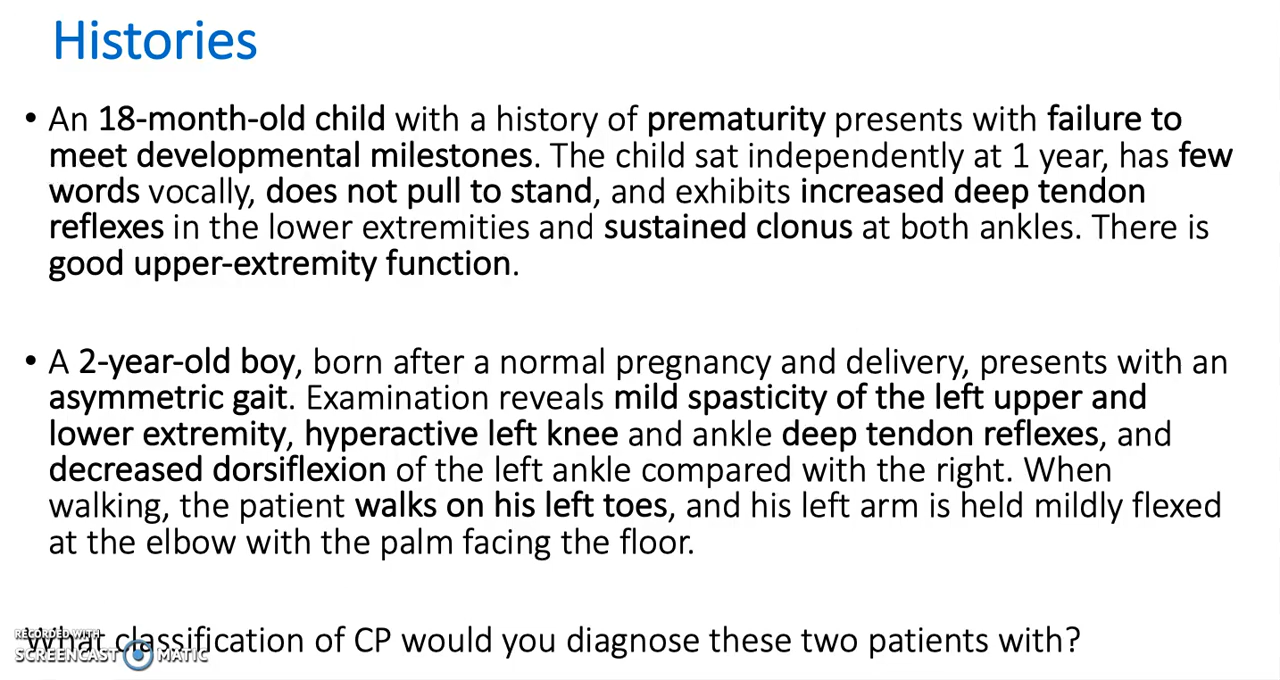 Histories
• An 18-month-old child with a history of prematurity presents with failure to
meet developmental milestones. The child sat independently at 1 year, has few
words vocally, does not pull to stand, and exhibits increased deep tendon
reflexes in the lower extremities and sustained clonus at both ankles. There is
good upper-extremity function.
• A 2-year-old boy, born after a normal pregnancy and delivery, presents with an
asymmetric gait. Examination reveals mild spasticity of the left upper and
lower extremity, hyperactive left knee and ankle deep tendon reflexes, and
decreased dorsiflexion of the left ankle compared with the right. When
walking, the patient walks on his left toes, and his left arm is held mildly flexed
at the elbow with the palm facing the floor.
What classification of CP would you diagnose these two patients with?
RECORDED WITH
SCREENCAST MATIC